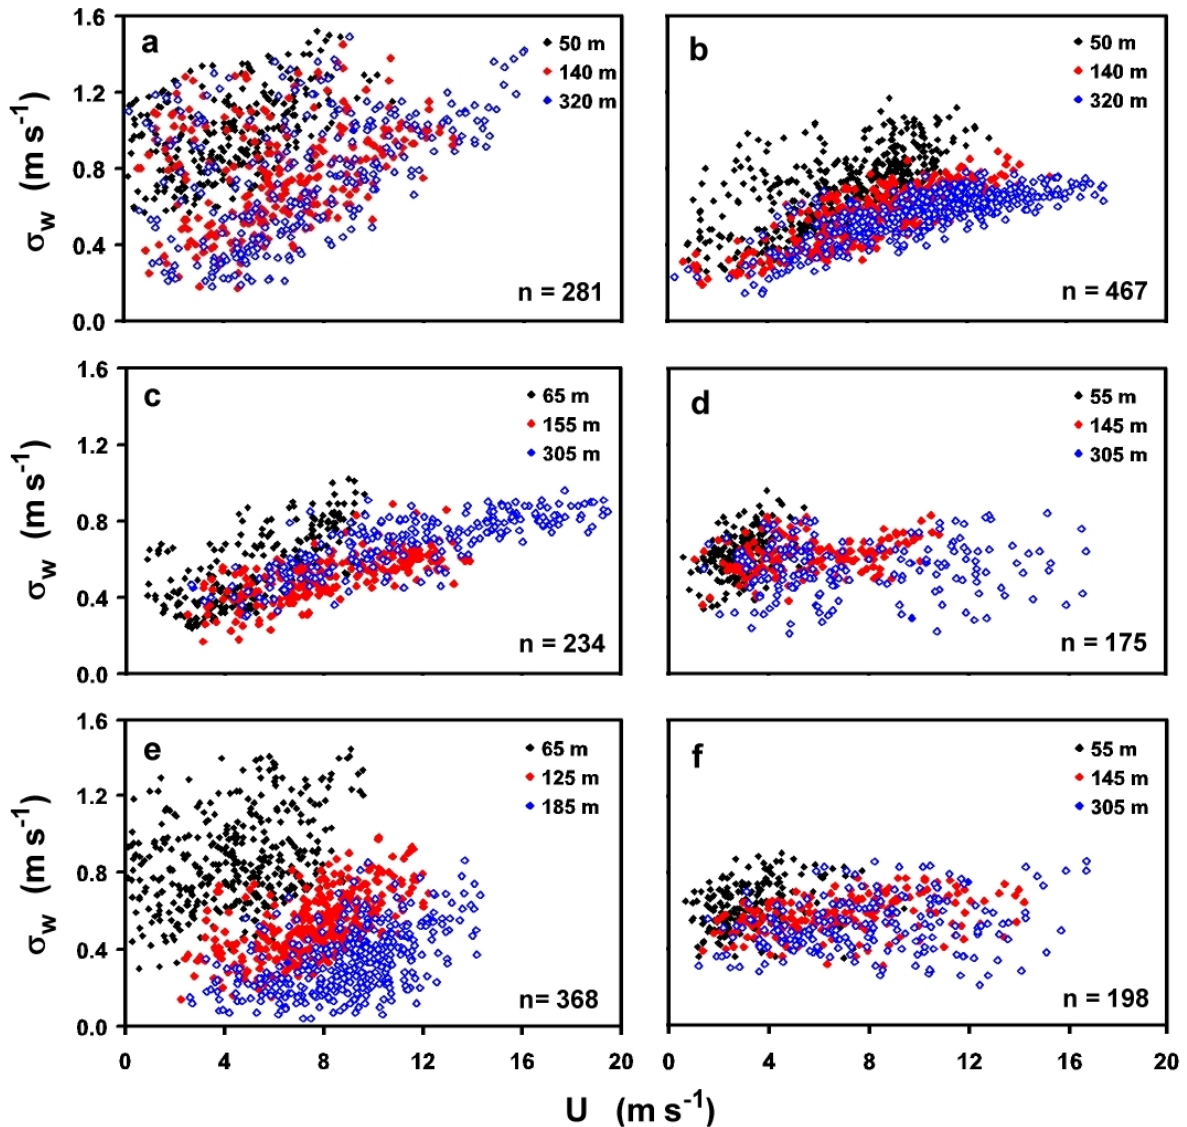 a
50 m
140 m
320 m
n = 281
1.6
1.2
0.8
0.4
0.0
σw (m s-1)
b
50 m
140 m
320 m
n = 467
c
65 m
155 m
305 m
n = 234
1.6
1.2
0.8
0.4
0.0
σw (m s-1)
d
55 m
145 m
305 m
n = 175
e
65 m
125 m
185 m
n= 368
1.6
1.2
0.8
0.4
0.0
σw (m s-1)
0 4 8 12 16 20
f
55 m
145 m
305 m
n = 198
0 4 8 12 16 20
U (m s-1)